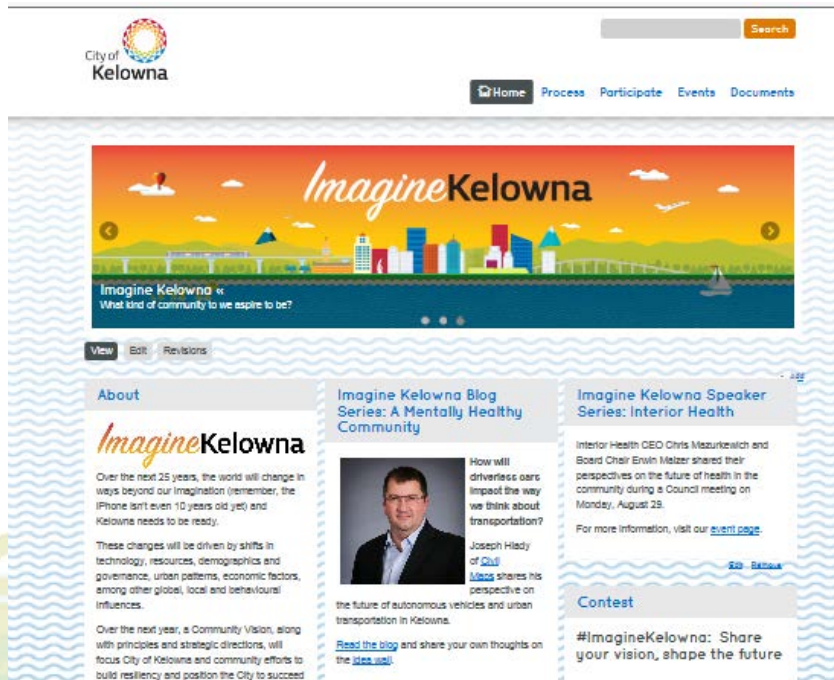 City of
Kelowna
Search
Home Process Participate Events Documents
ImagineKelowna
Imagine Kelowna «
What kind of community to we aspire to be?
View Edit Revisions
Add
About
ImagineKelowna
Over the next 25 years, the world will change in
ways beyond our imagination (remember, the
iPhone isn't even 10 years old yet) and
Kelowna needs to be ready.
These changes will be driven by shifts in
technology, resources, demographics and
governance, urban patterns, economic factors,
among other global, local and behavioural
influences.
Over the next year, a Community Vision, along
with principles and strategic directions, will
focus City of Kelowna and community efforts to
build resiliency and position the City to succeed
Imagine Kelowna Blog
Series: A Mentally Healthy
Community
How will
driverless cars
impact the way
we think about
transportation?
Joseph Hlady
of Civil
Maps shares his
perspective on
the future of autonomous vehicles and urban
transportation in Kelowna.
Read the blog and share your own thoughts on
the idea wall.
Imagine Kelowna Speaker
Series: Interior Health
Interior Health CEO Chris Mazurkewich and
Board Chair Erwin Malzer shared their
perspectives on the future of health in the
community during a Council meeting on
Monday, August 29.
For more information, visit our event page.
Edit Remove
Contest
#ImagineKelowna: Share
your vision, shape the future